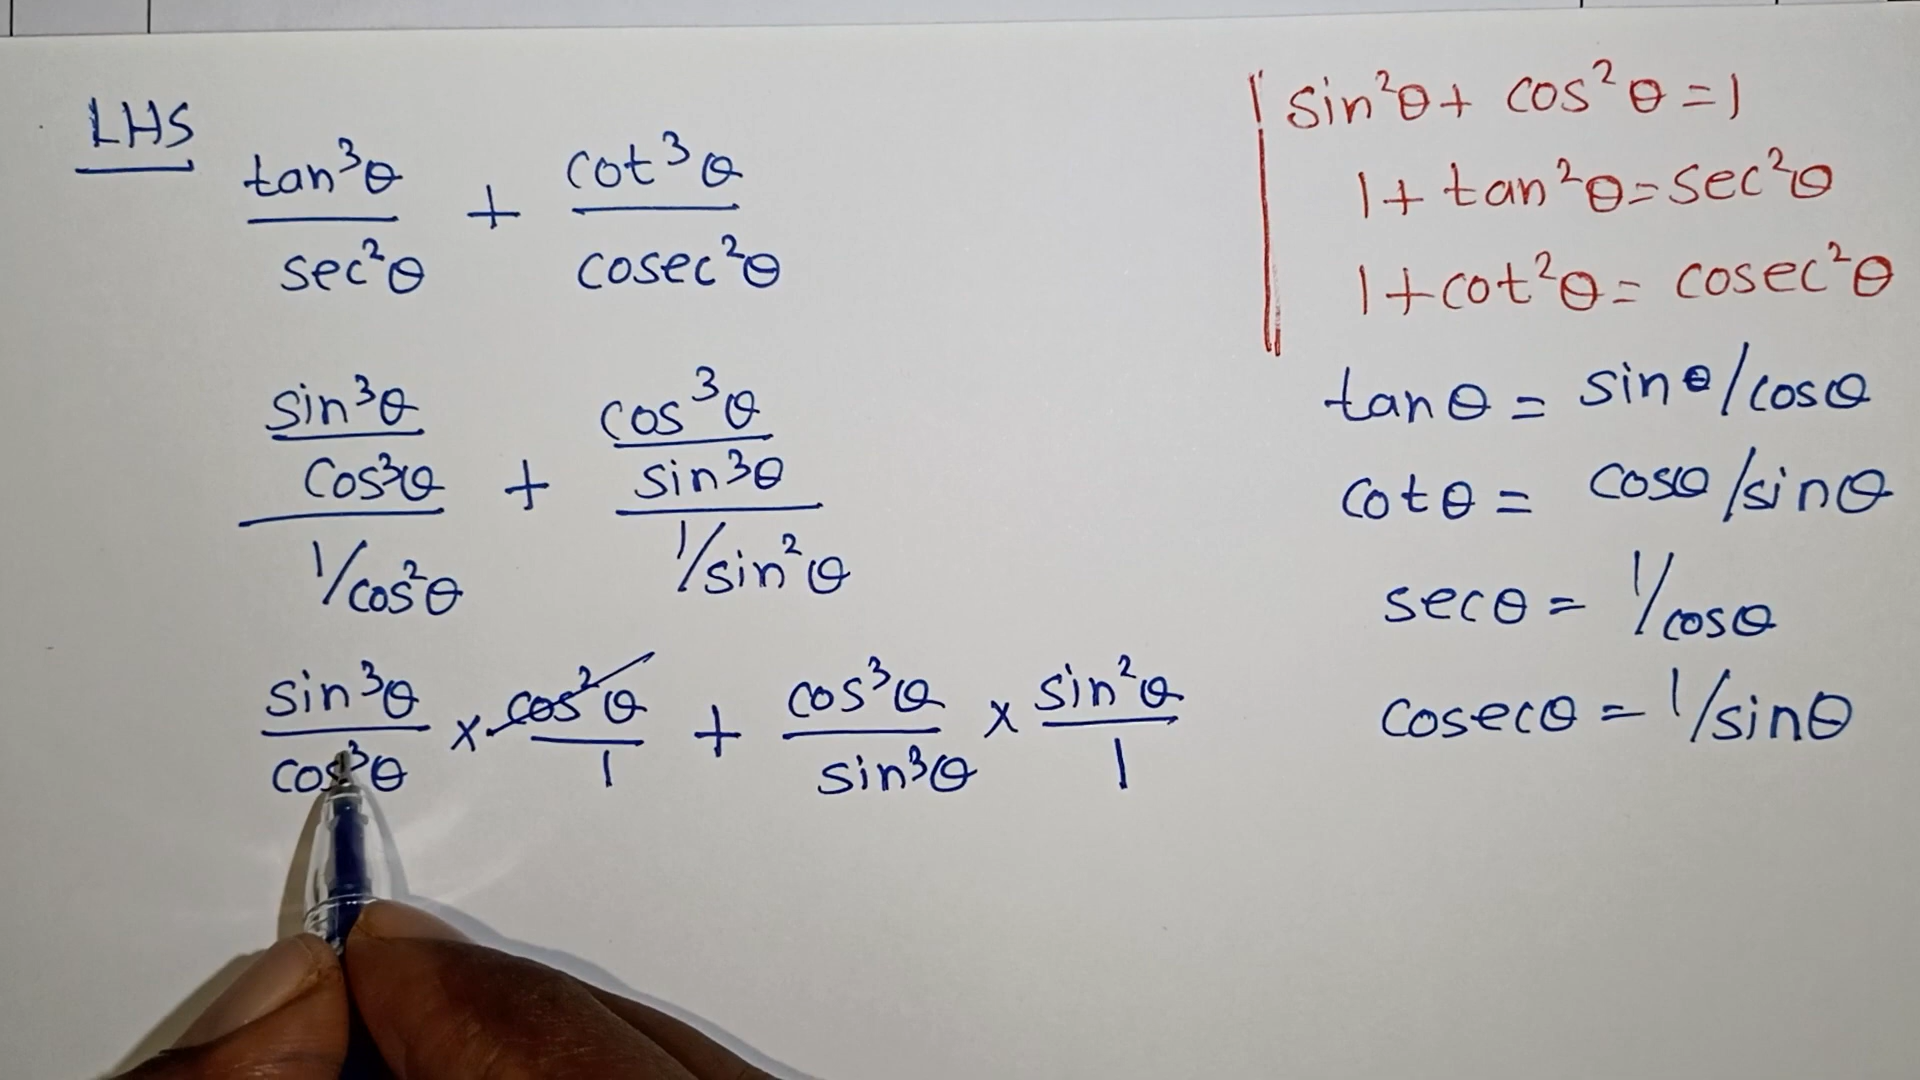 LHS
tan³θ/sec²θ + cot³θ/cosec²θ
(sin³θ/cos³θ)/(1/cos²θ) + (cos³θ/sin³θ)/(1/sin²θ)
sin³θ/cos³θ × cos²θ/1 + cos³θ/sin³θ × sin²θ/1
sin²θ + cos²θ = 1
1 + tan²θ = sec²θ
1 + cot²θ = cosec²θ
tanθ = sinθ/cosθ
cotθ = cosθ/sinθ
secθ = 1/cosθ
cosecθ = 1/sinθ